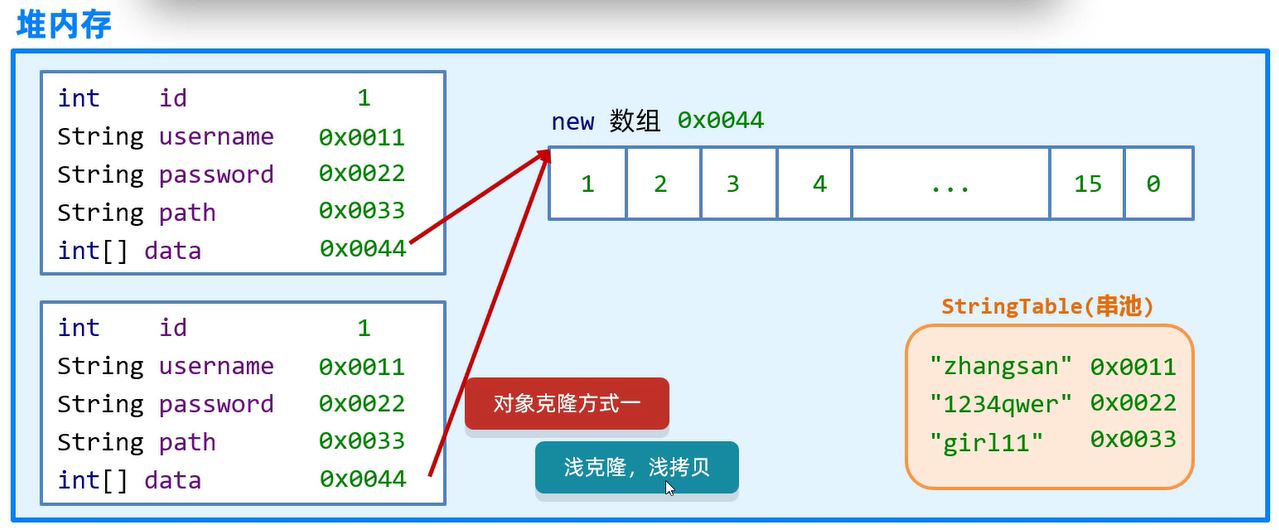 堆内存
int id 1
String username 0x0011
String password 0x0022
String path 0x0033
int[] data 0x0044
new 数组 0x0044
1 2 3 4 ... 15 0
int id 1
String username 0x0011
String password 0x0022
String path 0x0033
int[] data 0x0044
对象克隆方式一
浅克隆，浅拷贝
StringTable(串池)
"zhangsan" 0x0011
"1234qwer" 0x0022
"girl11" 0x0033